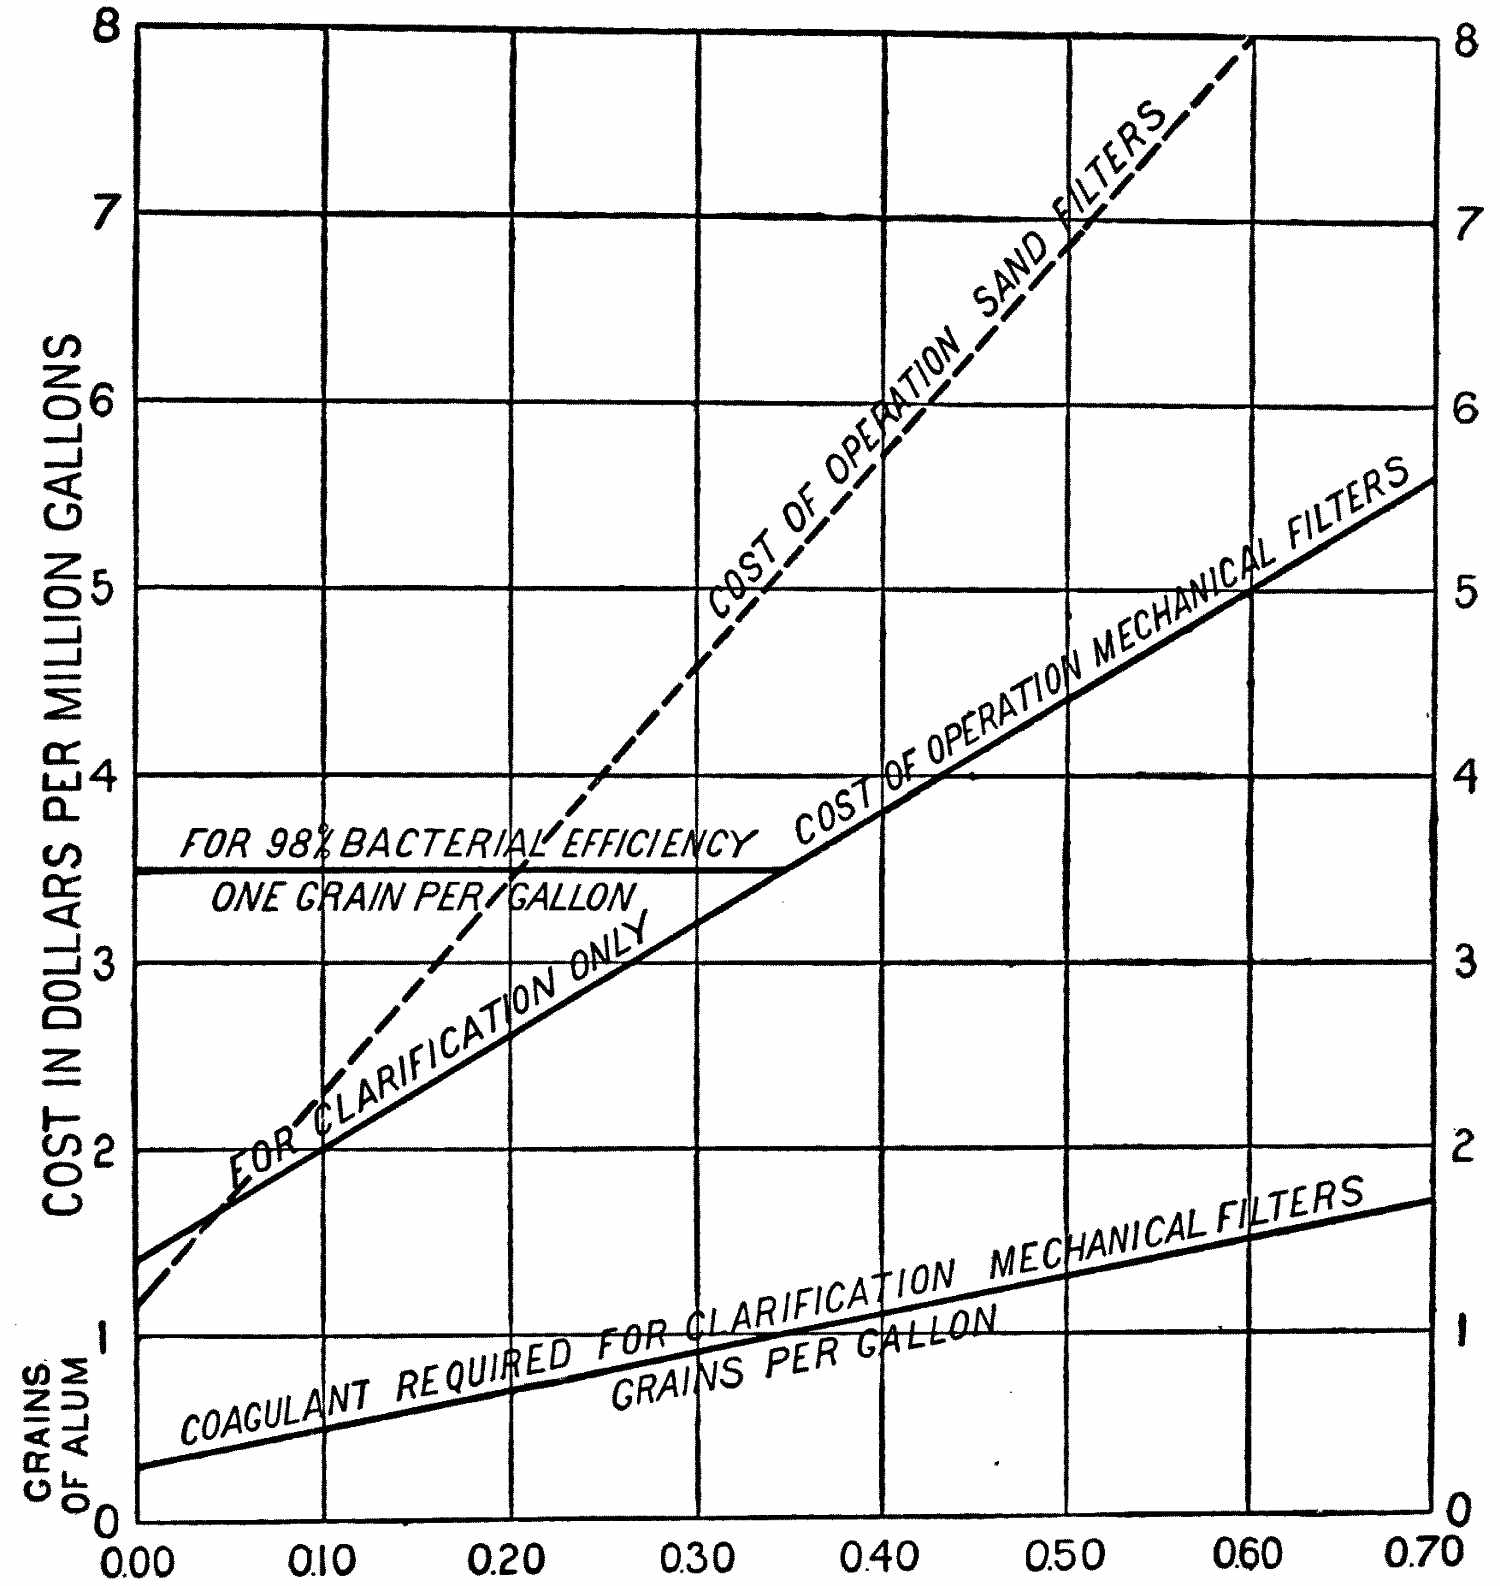 8
7
6
5
4
3
2
1
0
COST IN DOLLARS PER MILLION GALLONS
GRAINS
OF ALUM
COST OF OPERATION SAND FILTERS
COST OF OPERATION MECHANICAL FILTERS
FOR 98% BACTERIAL EFFICIENCY
ONE GRAIN PER GALLON
FOR CLARIFICATION ONLY
COAGULANT REQUIRED FOR CLARIFICATION MECHANICAL FILTERS
GRAINS PER GALLON
8
7
6
5
4
3
2
1
0
0.00 0.10 0.20 0.30 0.40 0.50 0.60 0.70